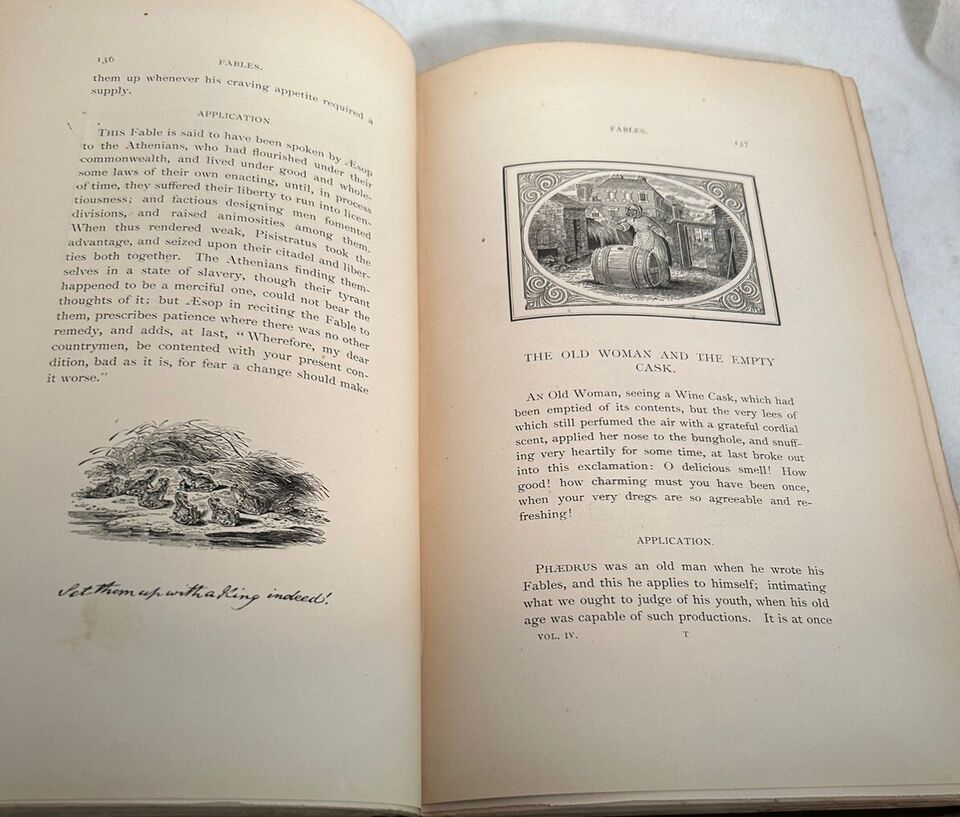 136
FABLES.
them up whenever his craving appetite required a
supply.
APPLICATION
THIS Fable is said to have been spoken by Æsop
to the Athenians, who had flourished under their
commonwealth, and lived under good and whole-
some laws of their own enacting, until, in process
of time, they suffered their liberty to run into licen-
tiousness; and factious designing men fomented
divisions, and raised animosities among them.
When thus rendered weak, Pisistratus took the
advantage, and seized upon their citadel and liber-
ties both together. The Athenians finding them-
selves in a state of slavery, though their tyrant
happened to be a merciful one, could not bear the
thoughts of it; but Æsop in reciting the Fable to
them, prescribes patience where there was no other
remedy, and adds, at last, “Wherefore, my dear
countrymen, be contented with your present con-
dition, bad as it is, for fear a change should make
it worse.”
Set them up with a King indeed!
FABLES.
137
THE OLD WOMAN AND THE EMPTY
CASK.
AN Old Woman, seeing a Wine Cask, which had
been emptied of its contents, but the very lees of
which still perfumed the air with a grateful cordial
scent, applied her nose to the bunghole, and snuff-
ing very heartily for some time, at last broke out
into this exclamation: O delicious smell! How
good! how charming must you have been once,
when your very dregs are so agreeable and re-
freshing!
APPLICATION.
PHÆDRUS was an old man when he wrote his
Fables, and this he applies to himself; intimating
what we ought to judge of his youth, when his old
age was capable of such productions. It is at once
VOL. IV. T